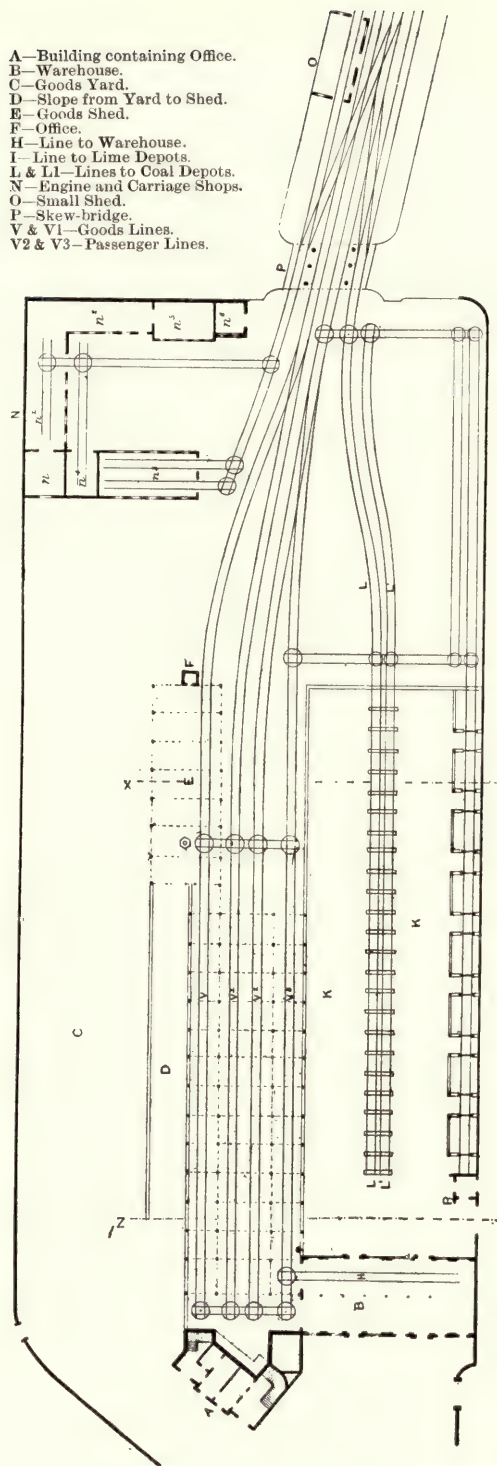 A—Building containing Office.
B—Warehouse.
C—Goods Yard.
D—Slope from Yard to Shed.
E—Goods Shed.
F—Office.
H—Line to Warehouse.
I—Line to Lime Depots.
L & L1—Lines to Coal Depots.
N—Engine and Carriage Shops.
O—Small Shed.
P—Skew-bridge.
V & V1—Goods Lines.
V2 & V3—Passenger Lines.
O
P
N
n
L
L
F
X
E
C
D
V
K
K
L
L'
R
Z
H
B
A